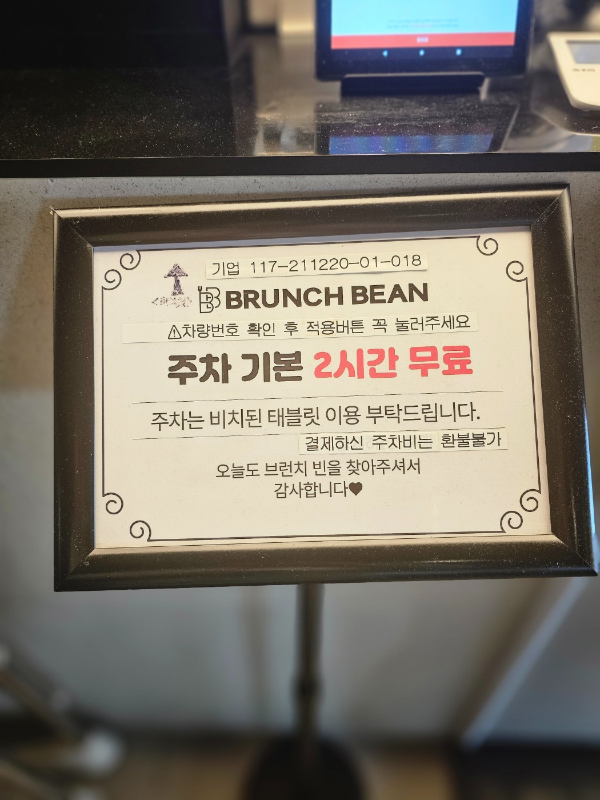 기업 117-211220-01-018
BRUNCH BEAN
⚠차량번호 확인 후 적용버튼 꼭 눌러주세요
주차 기본 2시간 무료
주차는 비치된 태블릿 이용 부탁드립니다.
결제하신 주차비는 환불불가
오늘도 브런치 빈을 찾아주셔서
감사합니다♥